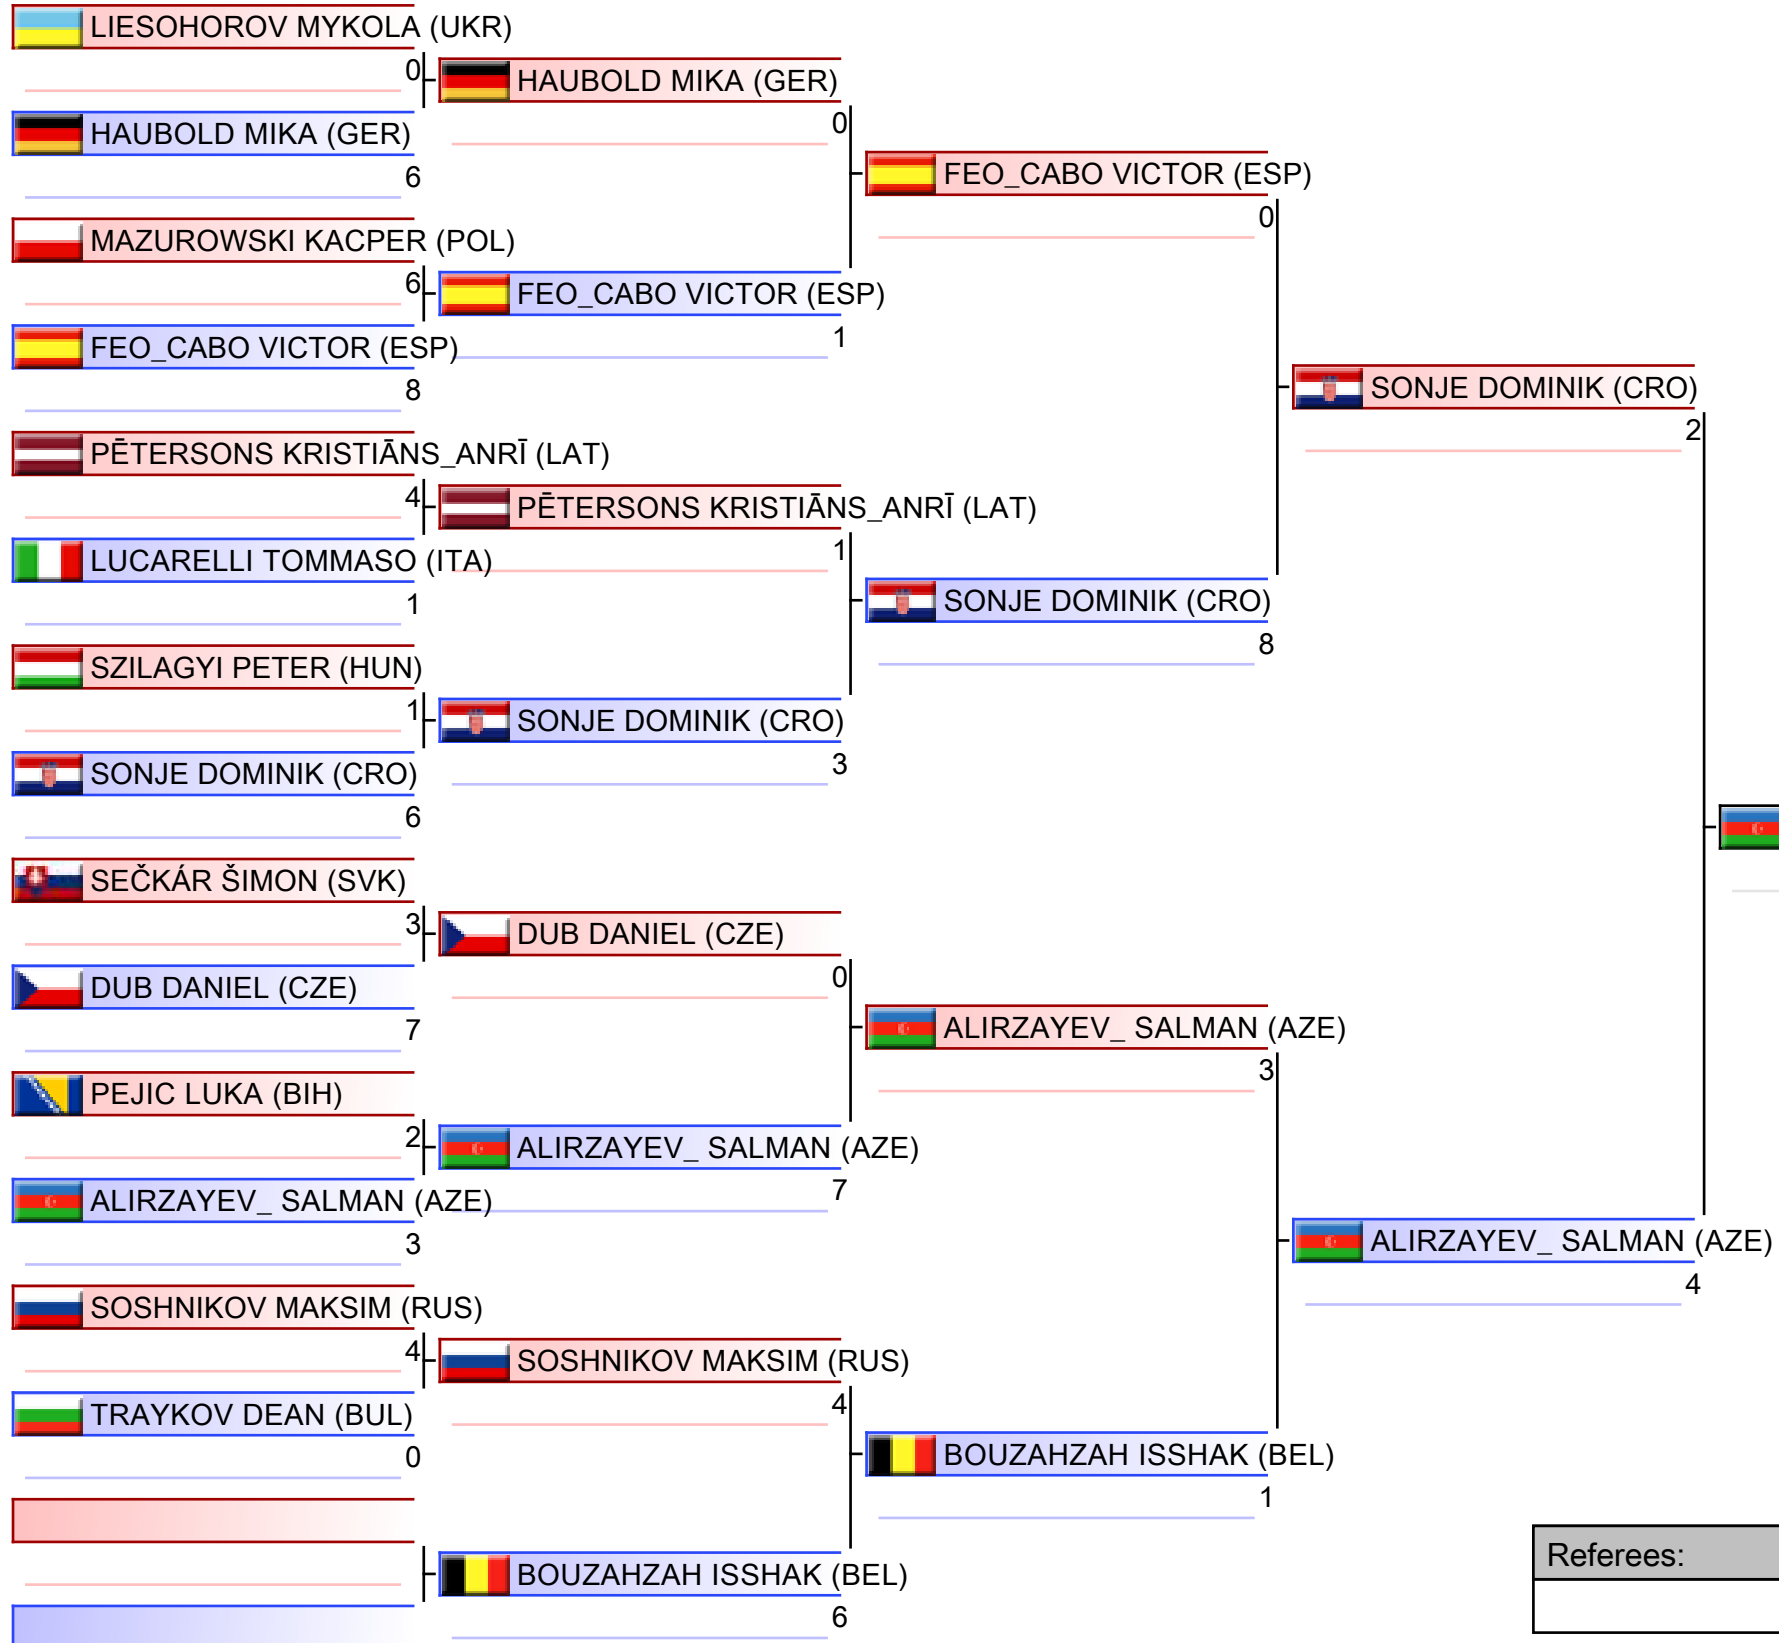 LIESOHOROV MYKOLA (UKR)
0
HAUBOLD MIKA (GER)
6
MAZUROWSKI KACPER (POL)
6
FEO_CABO VICTOR (ESP)
8
PĒTERSONS KRISTIĀNS_ANRĪ (LAT)
4
LUCARELLI TOMMASO (ITA)
1
SZILAGYI PETER (HUN)
1
SONJE DOMINIK (CRO)
6
SEČKÁR ŠIMON (SVK)
3
DUB DANIEL (CZE)
7
PEJIC LUKA (BIH)
2
ALIRZAYEV_ SALMAN (AZE)
3
SOSHNIKOV MAKSIM (RUS)
4
TRAYKOV DEAN (BUL)
0
HAUBOLD MIKA (GER)
0
FEO_CABO VICTOR (ESP)
1
PĒTERSONS KRISTIĀNS_ANRĪ (LAT)
1
SONJE DOMINIK (CRO)
3
DUB DANIEL (CZE)
0
ALIRZAYEV_ SALMAN (AZE)
7
SOSHNIKOV MAKSIM (RUS)
4
BOUZAHZAH ISSHAK (BEL)
6
FEO_CABO VICTOR (ESP)
0
SONJE DOMINIK (CRO)
8
ALIRZAYEV_ SALMAN (AZE)
3
BOUZAHZAH ISSHAK (BEL)
1
SONJE DOMINIK (CRO)
2
ALIRZAYEV_ SALMAN (AZE)
4
Referees: